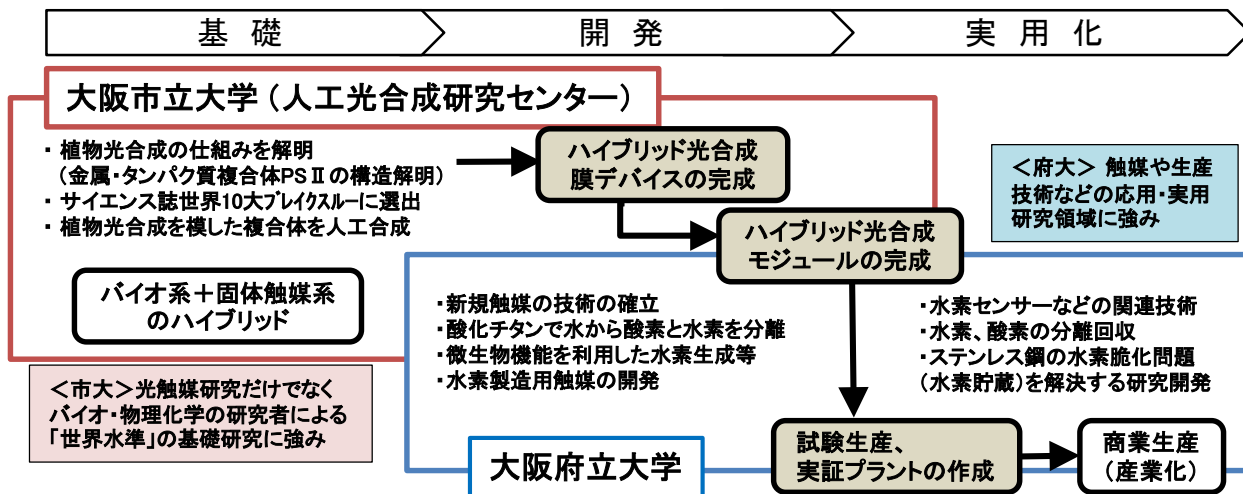 基 礎
開 発
実 用 化
大阪市立大学（人工光合成研究センター）
・植物光合成の仕組みを解明
（金属・タンパク質複合体PSⅡの構造解明）
・サイエンス誌世界10大ブレイクスルーに選出
・植物光合成を模した複合体を人工合成
ハイブリッド光合成
膜デバイスの完成
＜府大＞ 触媒や生産
技術などの応用・実用
研究領域に強み
ハイブリッド光合成
モジュールの完成
バイオ系＋固体触媒系
のハイブリッド
・新規触媒の技術の確立
・酸化チタンで水から酸素と水素を分離
・微生物機能を利用した水素生成等
・水素製造用触媒の開発
・水素センサーなどの関連技術
・水素、酸素の分離回収
・ステンレス鋼の水素脆化問題
（水素貯蔵）を解決する研究開発
＜市大＞光触媒研究だけでなく
バイオ・物理化学の研究者による
「世界水準」の基礎研究に強み
大阪府立大学
試験生産、
実証プラントの作成
商業生産
（産業化）